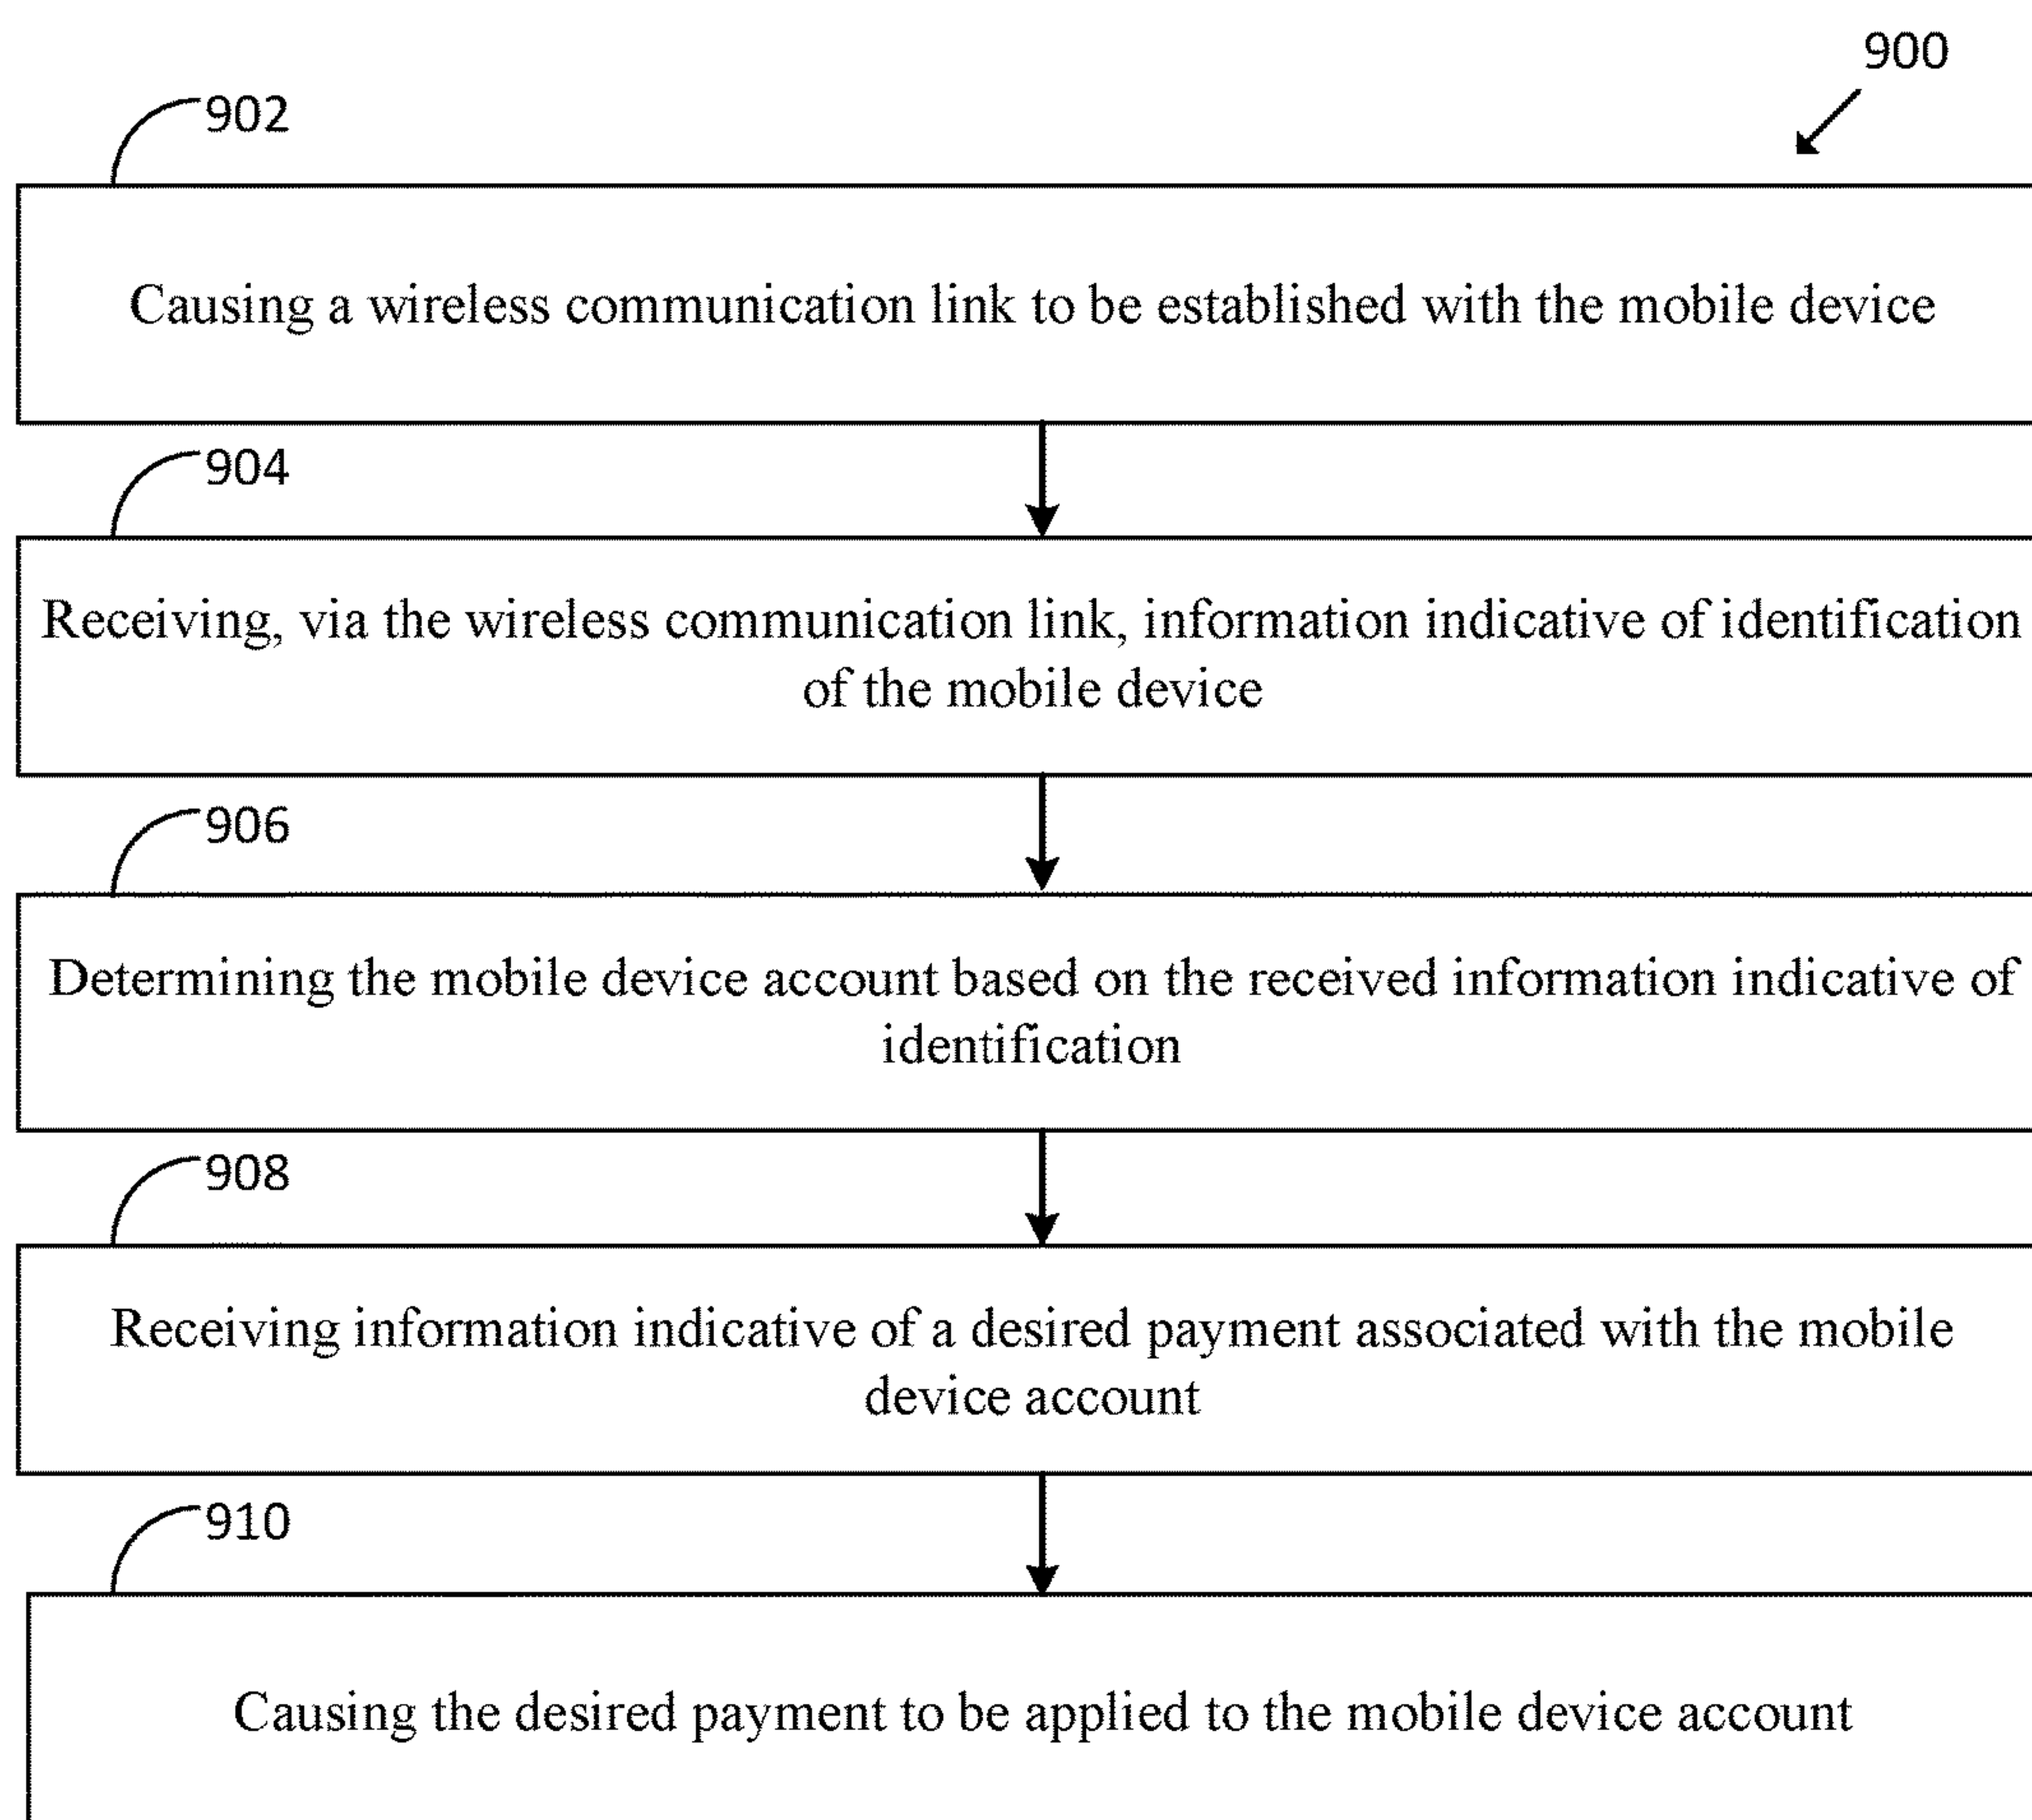 900
902
Causing a wireless communication link to be established with the mobile device
904
Receiving, via the wireless communication link, information indicative of identification
of the mobile device
906
Determining the mobile device account based on the received information indicative of
identification
908
Receiving information indicative of a desired payment associated with the mobile
device account
910
Causing the desired payment to be applied to the mobile device account